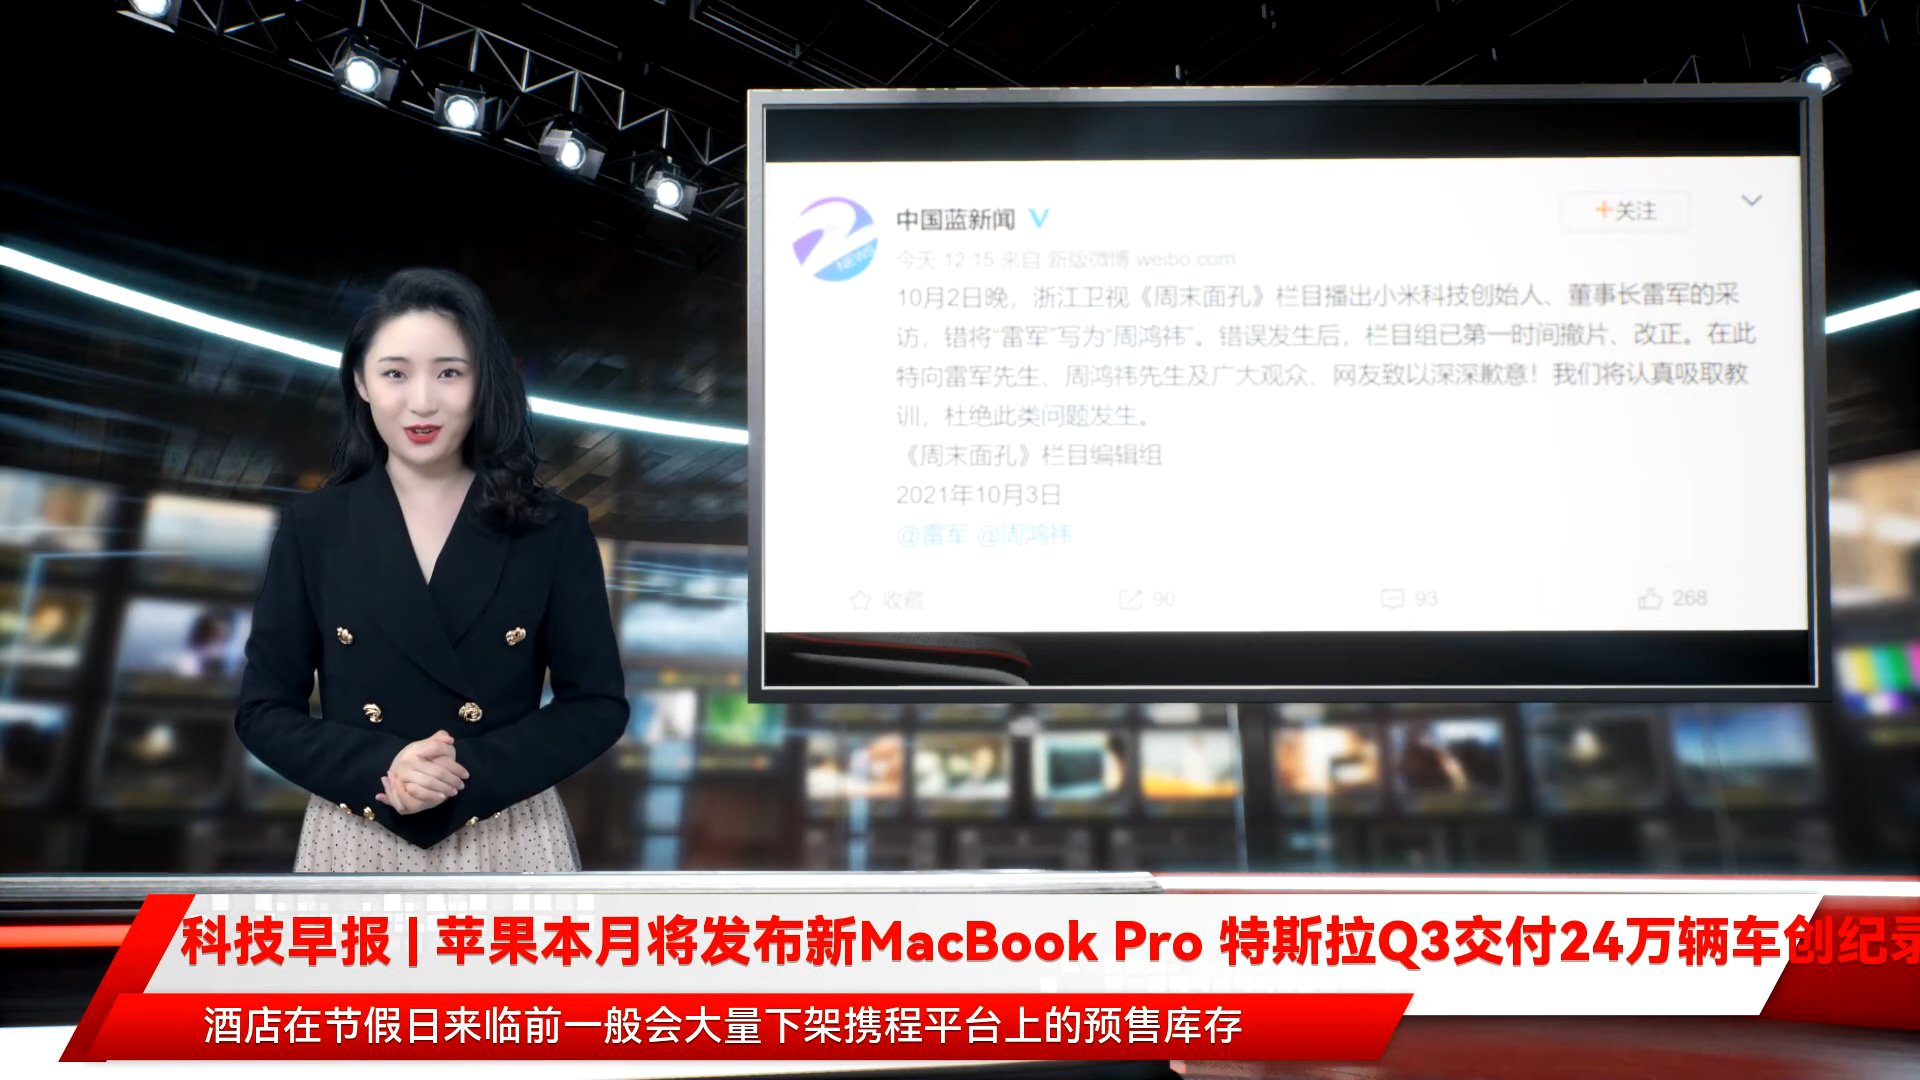 中国蓝新闻
+关注
NEWS
今天 12:15 来自 新版微博 weibo.com
10月2日晚，浙江卫视《周末面孔》栏目播出小米科技创始人、董事长雷军的采
访，错将“雷军”写为“周鸿祎”。错误发生后，栏目组已第一时间撤片、改正。在此
特向雷军先生、周鸿祎先生及广大观众、网友致以深深歉意！我们将认真吸取教
训，杜绝此类问题发生。
《周末面孔》栏目编辑组
2021年10月3日
@雷军 @周鸿祎
收藏 90 93 268
科技早报 | 苹果本月将发布新MacBook Pro 特斯拉Q3交付24万辆车创纪录
酒店在节假日来临前一般会大量下架携程平台上的预售库存